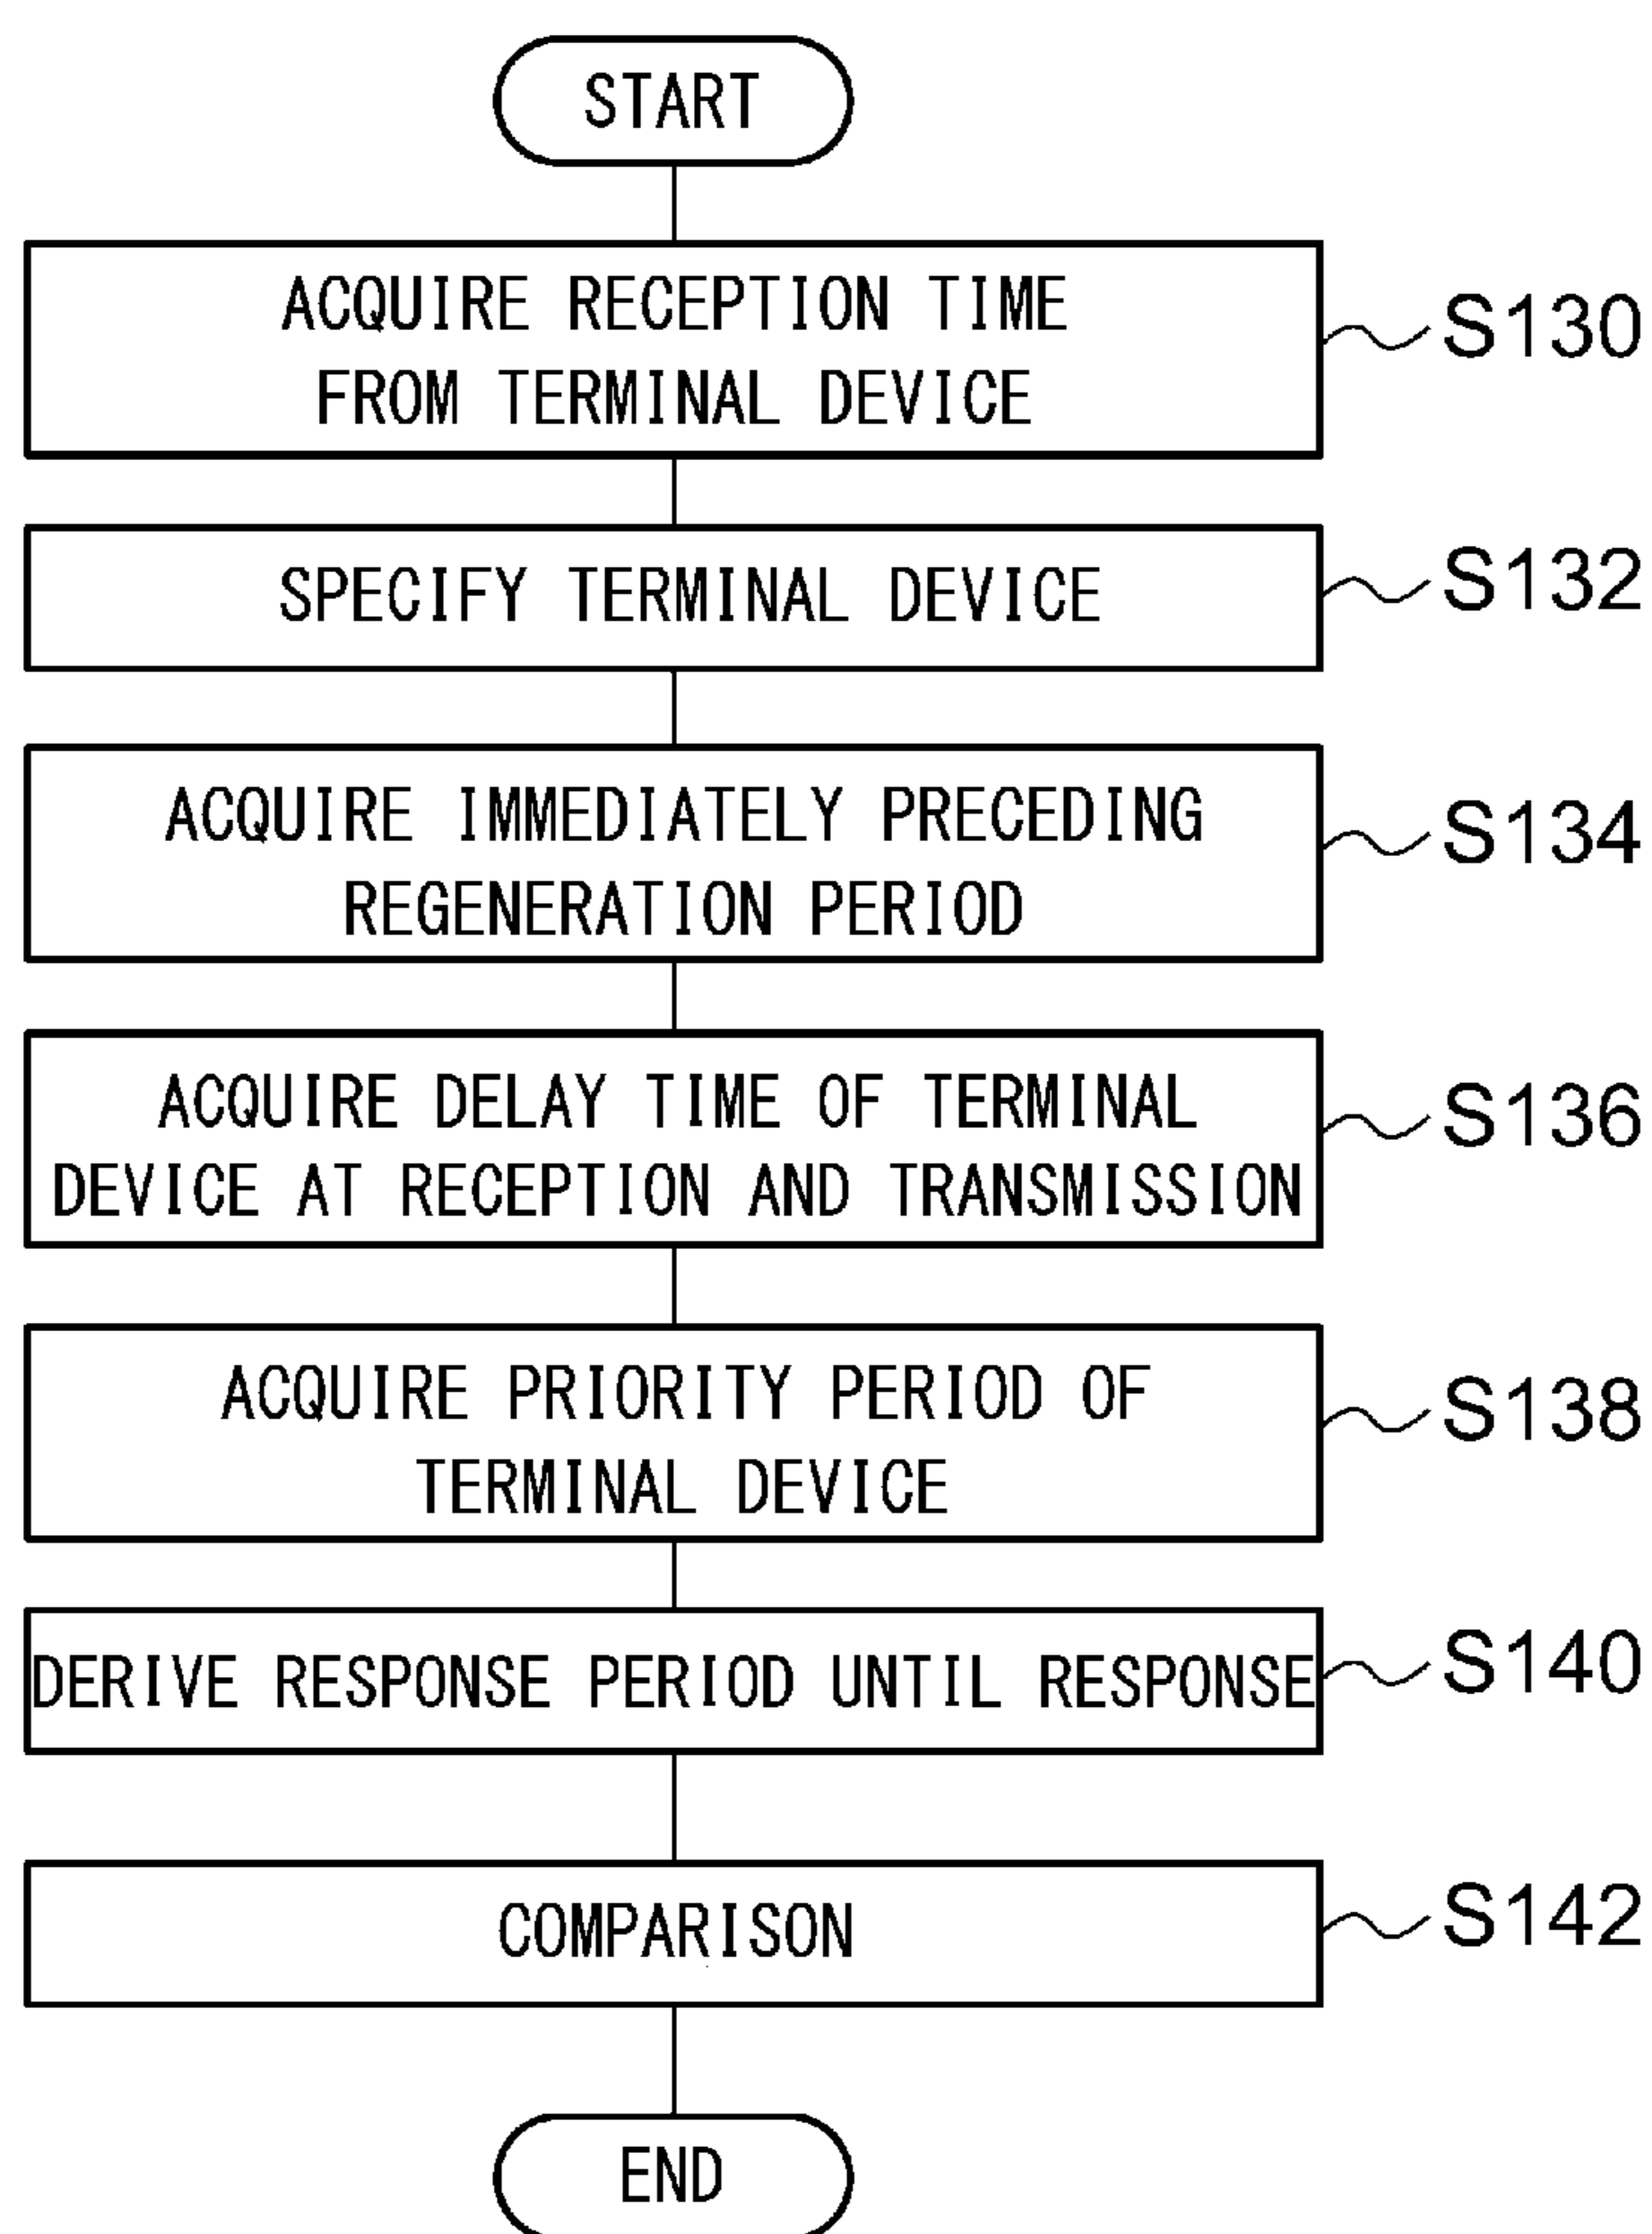 START
ACQUIRE RECEPTION TIME
FROM TERMINAL DEVICE
S130
SPECIFY TERMINAL DEVICE
S132
ACQUIRE IMMEDIATELY PRECEDING
REGENERATION PERIOD
S134
ACQUIRE DELAY TIME OF TERMINAL
DEVICE AT RECEPTION AND TRANSMISSION
S136
ACQUIRE PRIORITY PERIOD OF
TERMINAL DEVICE
S138
DERIVE RESPONSE PERIOD UNTIL RESPONSE
S140
COMPARISON
S142
END